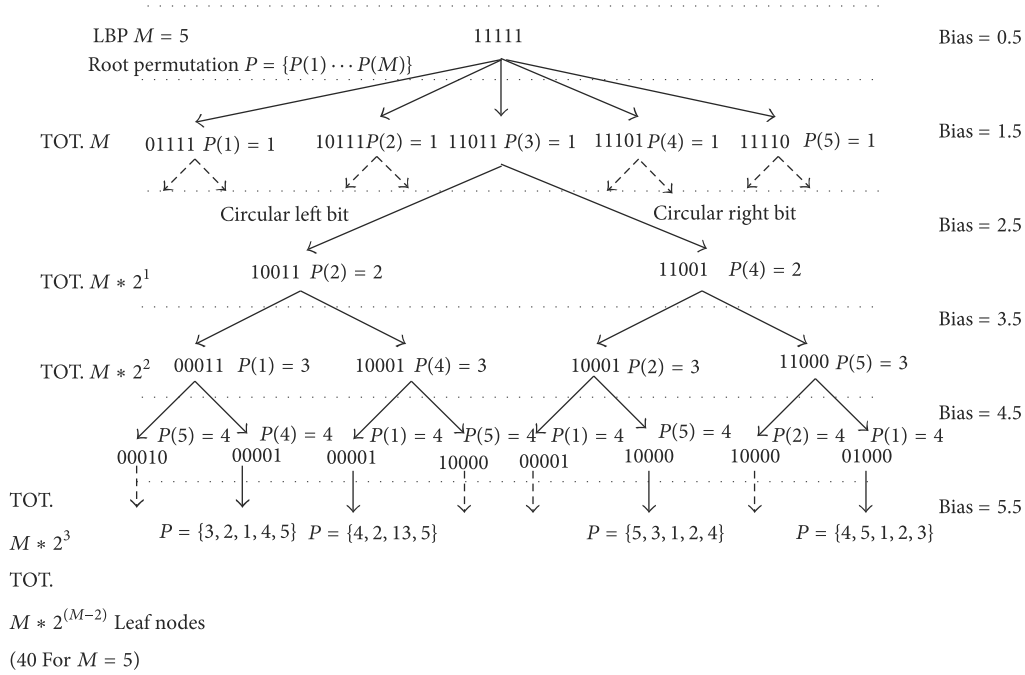 LBP M = 5 11111 Bias = 0.5
Root permutation P = {P(1) ··· P(M)}
TOT. M 01111 P(1) = 1 10111P(2) = 1 11011 P(3) = 1 11101 P(4) = 1 11110 P(5) = 1 Bias = 1.5
Circular left bit Circular right bit Bias = 2.5
TOT. M ∗ 2¹ 10011 P(2) = 2 11001 P(4) = 2
Bias = 3.5
TOT. M ∗ 2² 00011 P(1) = 3 10001 P(4) = 3 10001 P(2) = 3 11000 P(5) = 3
Bias = 4.5
P(5) = 4 P(4) = 4 P(1) = 4 P(5) = 4 P(1) = 4 P(5) = 4 P(2) = 4 P(1) = 4
00010 00001 00001 10000 00001 10000 10000 01000
TOT. Bias = 5.5
M ∗ 2³ P = {3, 2, 1, 4, 5} P = {4, 2, 13, 5} P = {5, 3, 1, 2, 4} P = {4, 5, 1, 2, 3}
TOT.
M ∗ 2⁽ᴹ⁻²⁾ Leaf nodes
(40 For M = 5)